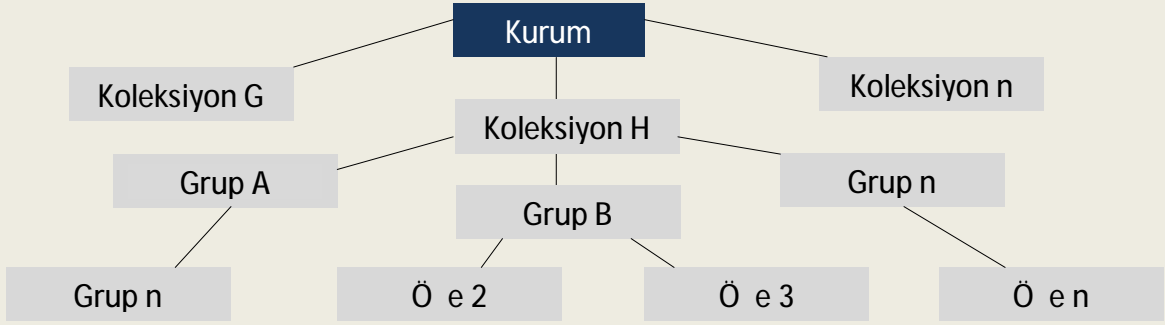 Kurum
Koleksiyon G
Koleksiyon n
Koleksiyon H
Grup A
Grup n
Grup B
Grup n
Ö e 2
Ö e 3
Ö e n